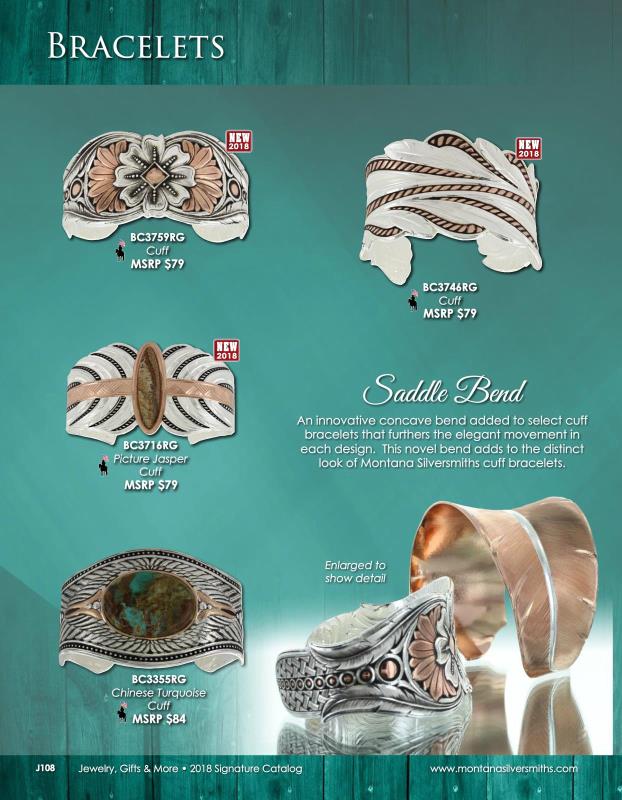 BRACELETS
NEW
2018
BC3759RG
Cuff
MSRP $79
NEW
2018
BC3746RG
Cuff
MSRP $79
NEW
2018
BC3716RG
Picture Jasper
Cuff
MSRP $79
Saddle Bend
An innovative concave bend added to select cuff
bracelets that furthers the elegant movement in
each design. This novel bend adds to the distinct
look of Montana Silversmiths cuff bracelets.
Enlarged to
show detail
BC3355RG
Chinese Turquoise
Cuff
MSRP $84
J108 Jewelry, Gifts & More • 2018 Signature Catalog www.montanasilversmiths.com